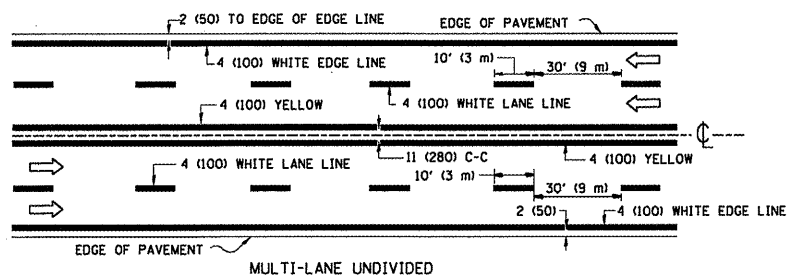 2 (50) TO EDGE OF EDGE LINE
EDGE OF PAVEMENT
4 (100) WHITE EDGE LINE
10' (3 m)
30' (9 m)
4 (100) YELLOW
4 (100) WHITE LANE LINE
℄
4 (100) WHITE LANE LINE
11 (280) C-C
4 (100) YELLOW
10' (3 m)
30' (9 m)
2 (50)
4 (100) WHITE EDGE LINE
EDGE OF PAVEMENT
MULTI-LANE UNDIVIDED